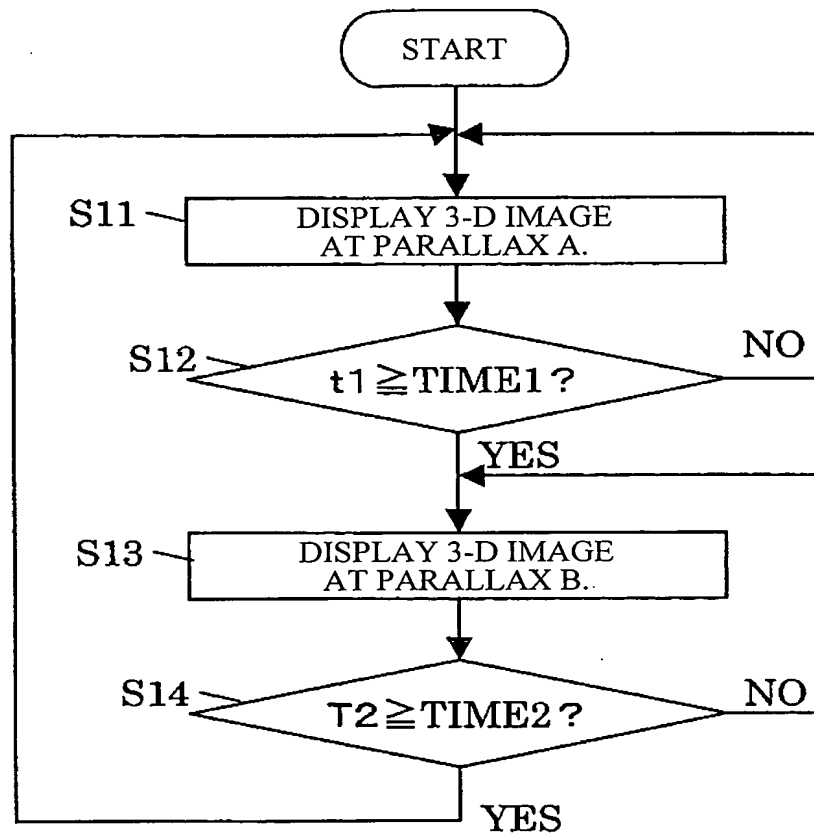 START
S11
DISPLAY 3-D IMAGE
AT PARALLAX A.
S12
t1≧TIME1?
NO
YES
S13
DISPLAY 3-D IMAGE
AT PARALLAX B.
S14
T2≧TIME2?
NO
YES